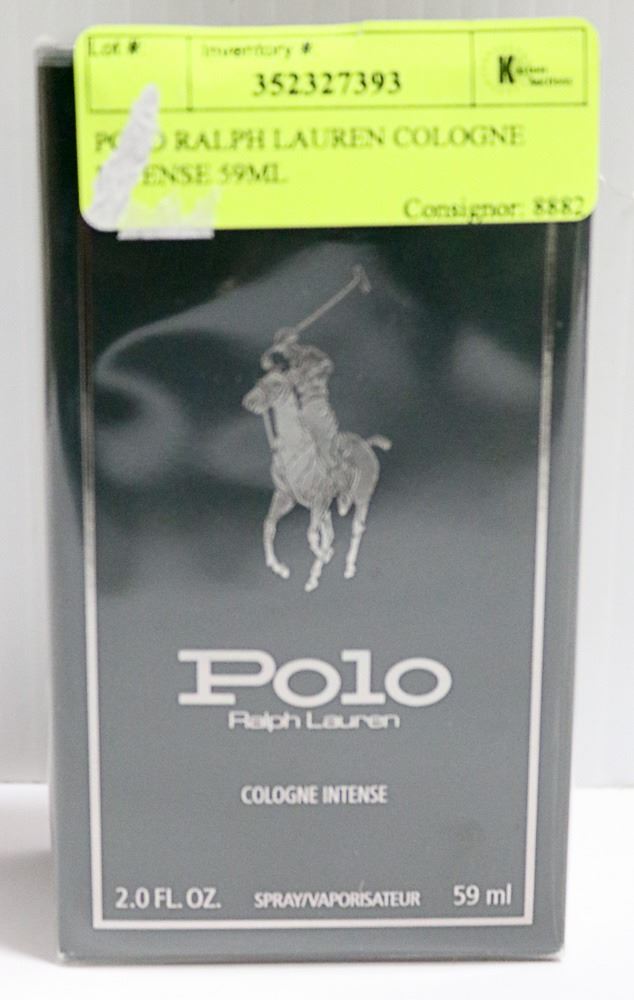 Lot #: Inventory #:
352327393
RALPH LAUREN COLOGNE
59ML
Consignor: 8882
Polo
Ralph Lauren
COLOGNE INTENSE
2.0 FL. OZ. SPRAY/VAPORISATEUR 59 ml